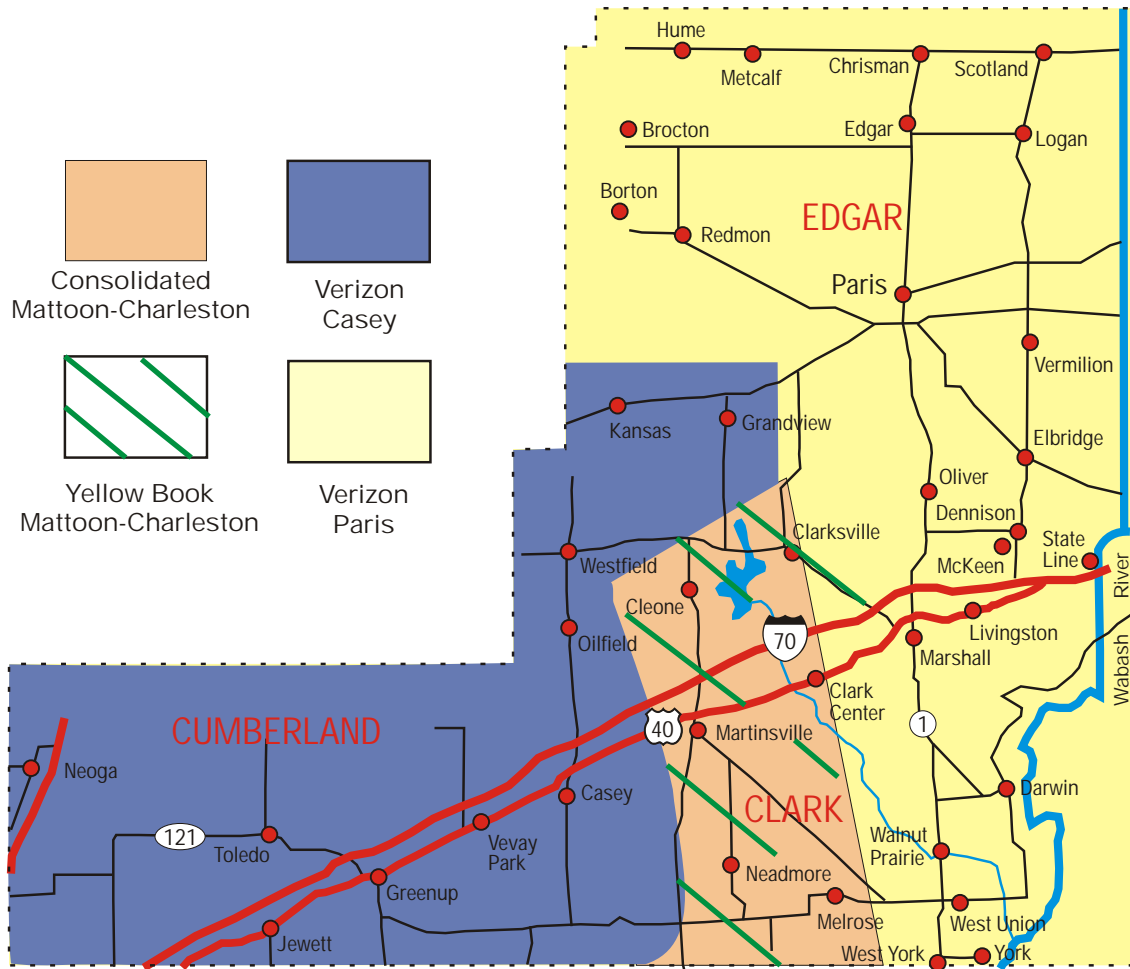 Hume
Metcalf
Chrisman
Scotland
Brocton
Edgar
Logan
Borton
EDGAR
Redmon
Paris
Consolidated
Mattoon-Charleston
Verizon
Casey
Vermilion
Kansas
Grandview
Elbridge
Yellow Book
Mattoon-Charleston
Verizon
Paris
Oliver
Dennison
Clarksville
State
Line
McKeen
Westfield
Cleone
River
Wabash
Oilfield
70
Livingston
Marshall
Clark
Center
40
1
CUMBERLAND
Martinsville
Neoga
Casey
Darwin
CLARK
121
Toledo
Vevay
Park
Walnut
Prairie
Greenup
Neadmore
Melrose
West Union
Jewett
West York
York